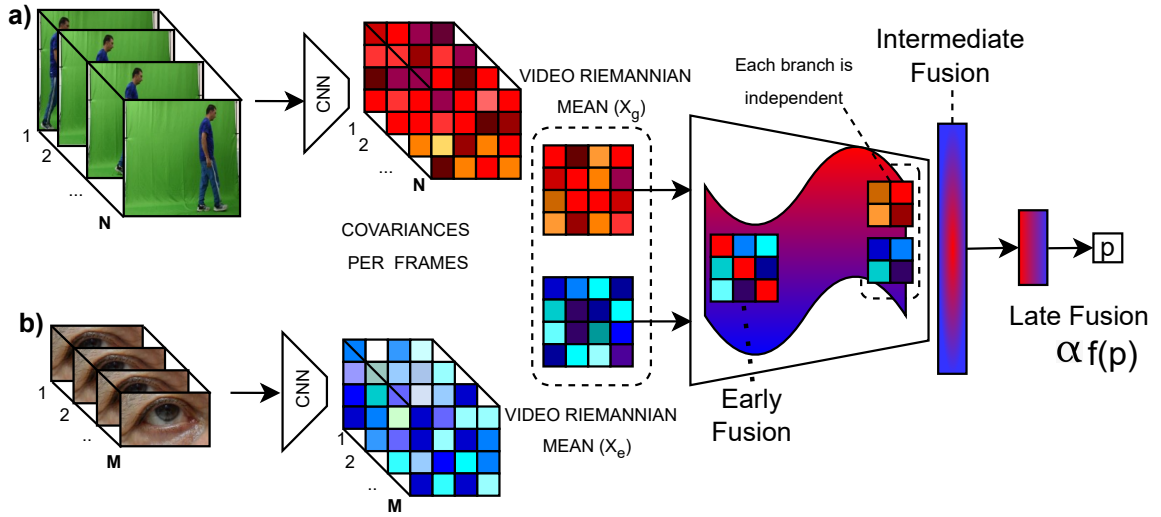 a)
1
2
...
N
CNN
1
2
...
N
COVARIANCES
PER FRAMES
VIDEO RIEMANNIAN
MEAN (Xg)
Each branch is
independent
Intermediate
Fusion
Early
Fusion
p
Late Fusion
αf(p)
b)
1
2
..
M
CNN
1
2
..
M
VIDEO RIEMANNIAN
MEAN (Xe)